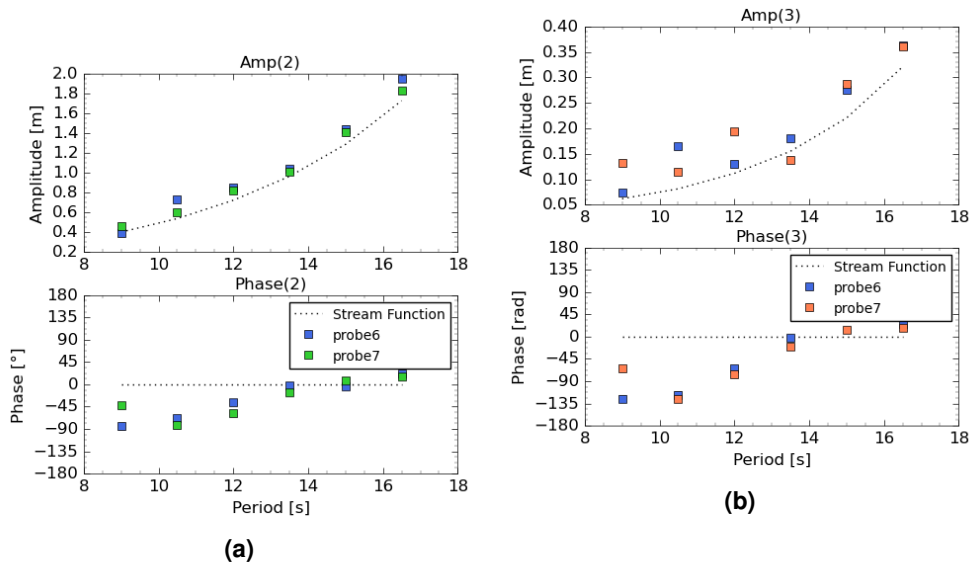 Amp(2)
2.0
1.8
1.6
1.4
1.2
1.0
0.8
0.6
0.4
0.2
Amplitude [m]
8 10 12 14 16 18
Phase(2)
180
135
90
45
0
−45
−90
−135
−180
Phase [°]
Stream Function
probe6
probe7
8 10 12 14 16 18
Period [s]
(a)
Amp(3)
0.40
0.35
0.30
0.25
0.20
0.15
0.10
0.05
Amplitude [m]
8 10 12 14 16 18
Phase(3)
180
135
90
45
0
−45
−90
−135
−180
Phase [rad]
Stream Function
probe6
probe7
8 10 12 14 16 18
Period [s]
(b)